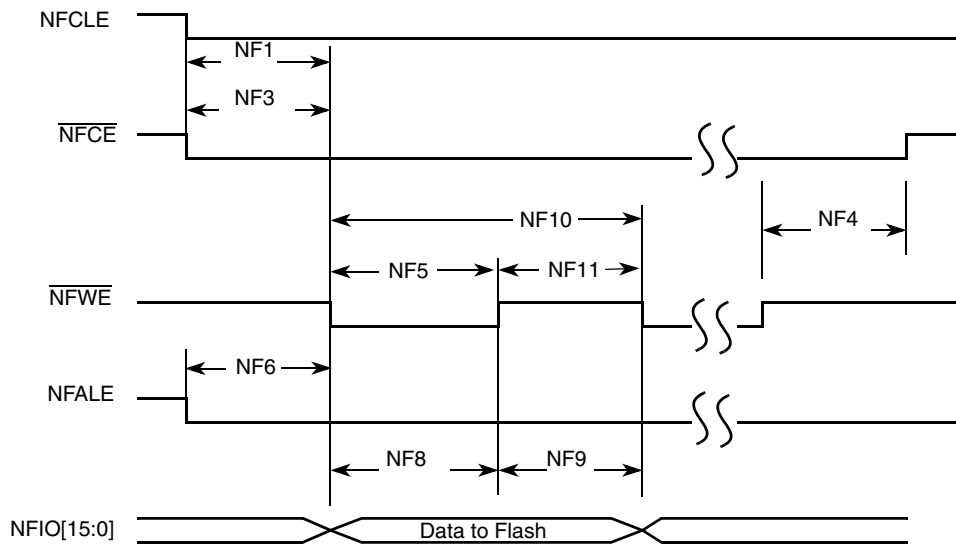 NFCLE
NF1
NF3
NFCE
NF10
NF4
NF5
NF11
NFWE
NF6
NFALE
NF8
NF9
NFIO[15:0]
Data to Flash